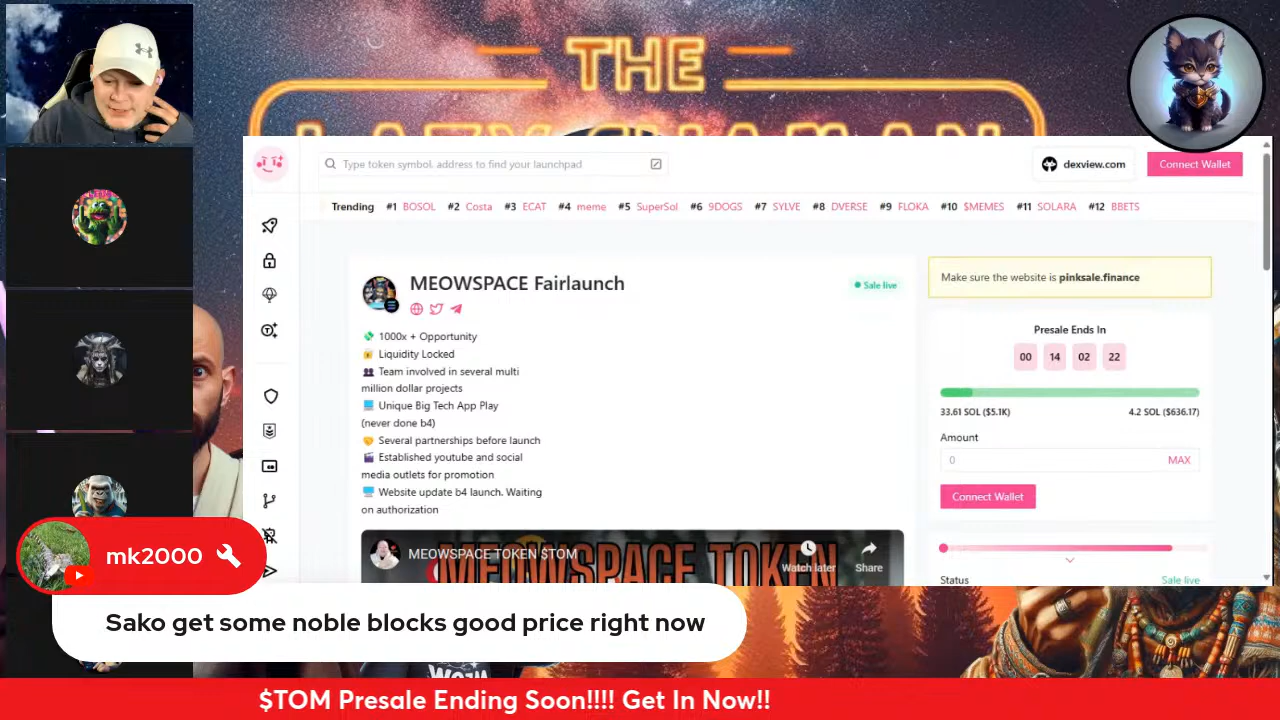 THE
LAZY SHAMAN
Type token symbol, address to find your launchpad
dexview.com
Connect Wallet
Trending #1 BOSOL #2 Costa #3 ECAT #4 meme #5 SuperSol #6 9DOGS #7 SYLVE #8 DVERSE #9 FLOKA #10 $MEMES #11 SOLARA #12 BBETS
MEOWSPACE Fairlaunch
Sale live
💸 1000x + Opportunity
🔒 Liquidity Locked
👥 Team involved in several multi
million dollar projects
💻 Unique Big Tech App Play
(never done b4)
🤝 Several partnerships before launch
🎬 Established youtube and social
media outlets for promotion
💻 Website update b4 launch. Waiting
on authorization
MEOWSPACE TOKEN $TOM
Watch later
Share
MEOWSPACE TOKEN
Make sure the website is pinksale.finance
Presale Ends In
00 14 02 22
33.61 SOL ($5.1K) 4.2 SOL ($636.17)
Amount
0 MAX
Connect Wallet
Status Sale live
mk2000
Sako get some noble blocks good price right now
$TOM Presale Ending Soon!!!! Get In Now!!